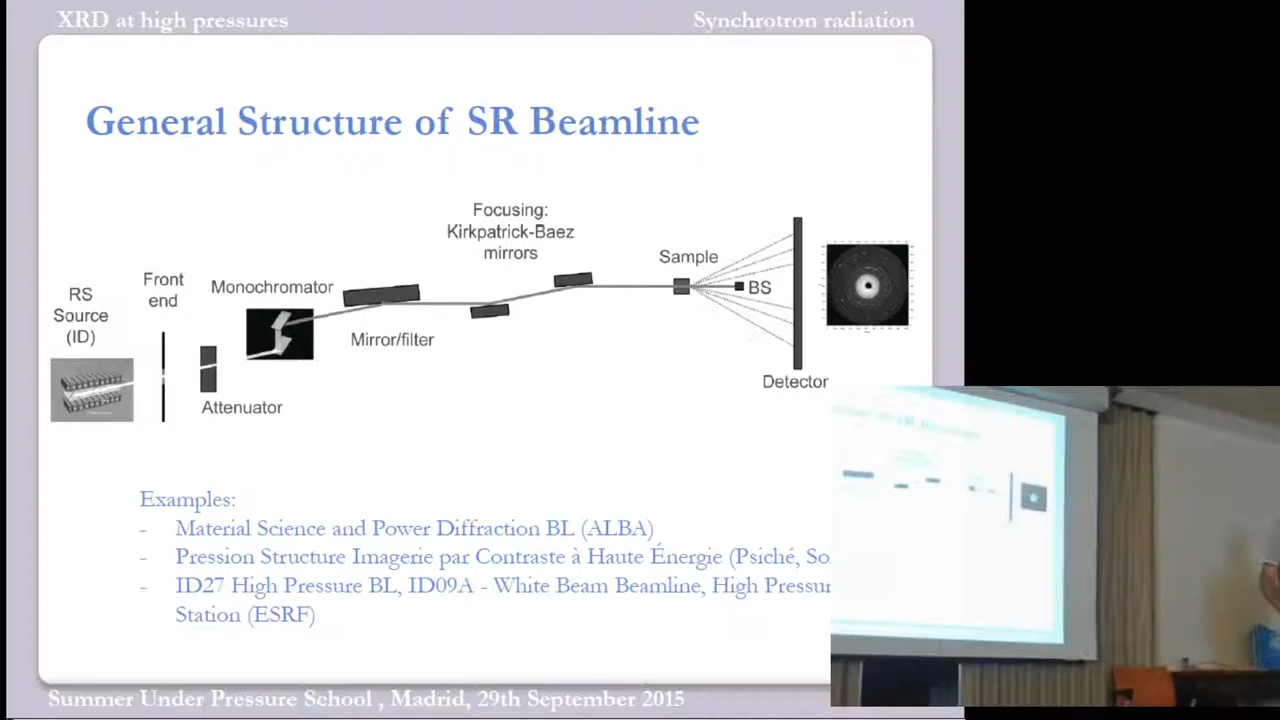 XRD at high pressures
Synchrotron radiation
General Structure of SR Beamline
Focusing:
Kirkpatrick-Baez
mirrors
Sample
Front
end
Monochromator
RS
Source
(ID)
BS
Mirror/filter
Detector
Attenuator
Examples:
- Material Science and Power Diffraction BL (ALBA)
- Pression Structure Imagerie par Contraste à Haute Énergie (Psiché, So
- ID27 High Pressure BL, ID09A - White Beam Beamline, High Pressur
Station (ESRF)
Summer Under Pressure School , Madrid, 29th September 2015